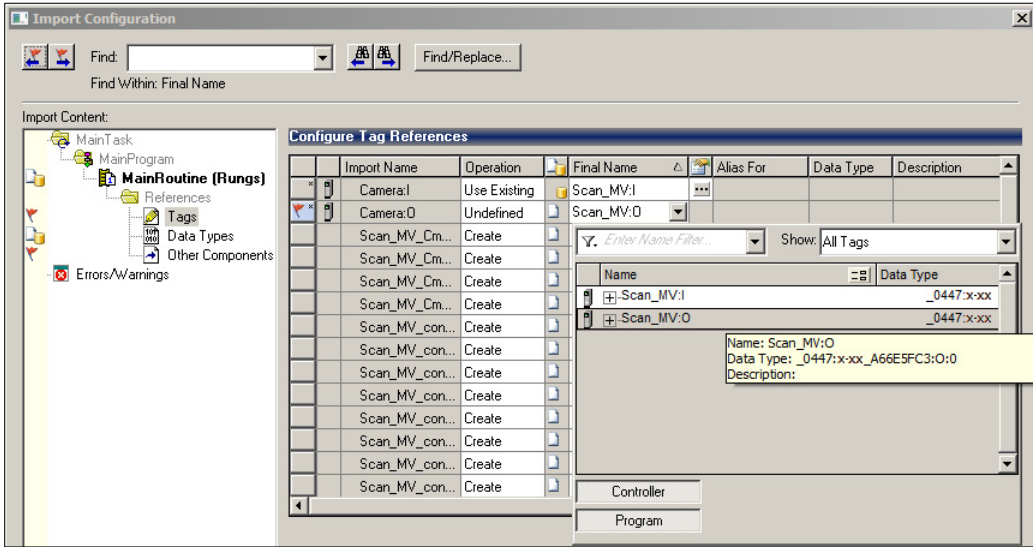 Import Configuration
Find:
Find/Replace...
Find Within: Final Name
Import Content:
MainTask
MainProgram
MainRoutine (Rungs)
References
Tags
Data Types
Other Components
Errors/Warnings
Configure Tag References
Import Name Operation Final Name Alias For Data Type Description
Camera:I Use Existing Scan_MV:I ...
Camera:O Undefined Scan_MV:O
Scan_MV_Cm... Create
Scan_MV_Cm... Create
Scan_MV_Cm... Create
Scan_MV_con... Create
Scan_MV_con... Create
Scan_MV_con... Create
Scan_MV_con... Create
Scan_MV_con... Create
Scan_MV_con... Create
Scan_MV_con... Create
Scan_MV_con... Create
Scan_MV_con... Create
Enter Name Filter... Show: All Tags
Name Data Type
Scan_MV:I _0447:x-xx
Scan_MV:O _0447:x-xx
Name: Scan_MV:O
Data Type: _0447:x-xx_A66E5FC3:O:0
Description:
Controller
Program